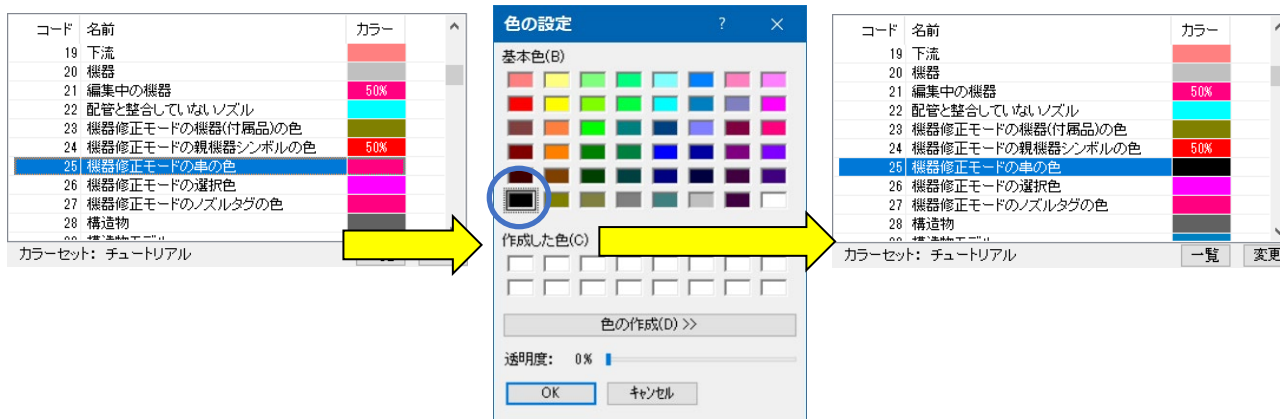 コード 名前 カラー
19 下流
20 機器
21 編集中の機器 50%
22 配管と整合していないノズル
23 機器修正モードの機器(付属品)の色
24 機器修正モードの親機器シンボルの色 50%
25 機器修正モードの串の色
26 機器修正モードの選択色
27 機器修正モードのノズルタグの色
28 構造物
カラーセット: チュートリアル
色の設定 ?
基本色(B)
作成した色(C)
色の作成(D) >>
透明度: 0%
OK キャンセル
コード 名前 カラー
19 下流
20 機器
21 編集中の機器 50%
22 配管と整合していないノズル
23 機器修正モードの機器(付属品)の色
24 機器修正モードの親機器シンボルの色 50%
25 機器修正モードの串の色
26 機器修正モードの選択色
27 機器修正モードのノズルタグの色
28 構造物
カラーセット: チュートリアル 一覧 変更